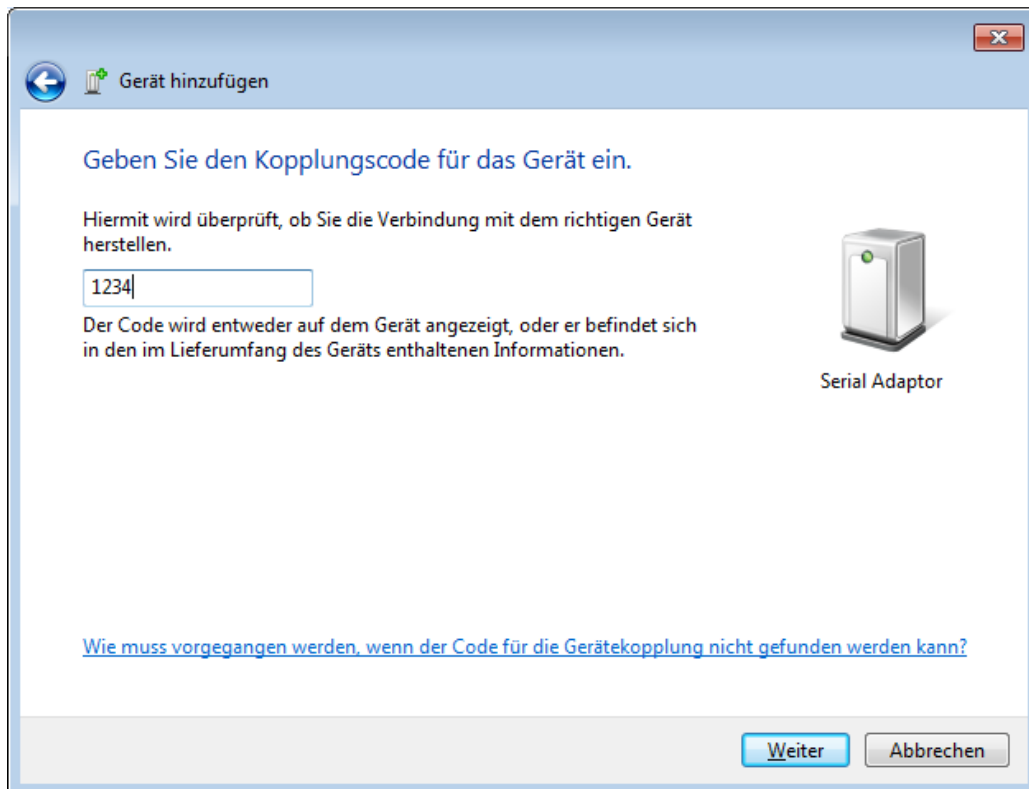 Gerät hinzufügen
Geben Sie den Kopplungscode für das Gerät ein.
Hiermit wird überprüft, ob Sie die Verbindung mit dem richtigen Gerät
herstellen.
1234
Der Code wird entweder auf dem Gerät angezeigt, oder er befindet sich
in den im Lieferumfang des Geräts enthaltenen Informationen.
Serial Adaptor
Wie muss vorgegangen werden, wenn der Code für die Gerätekopplung nicht gefunden werden kann?
Weiter
Abbrechen